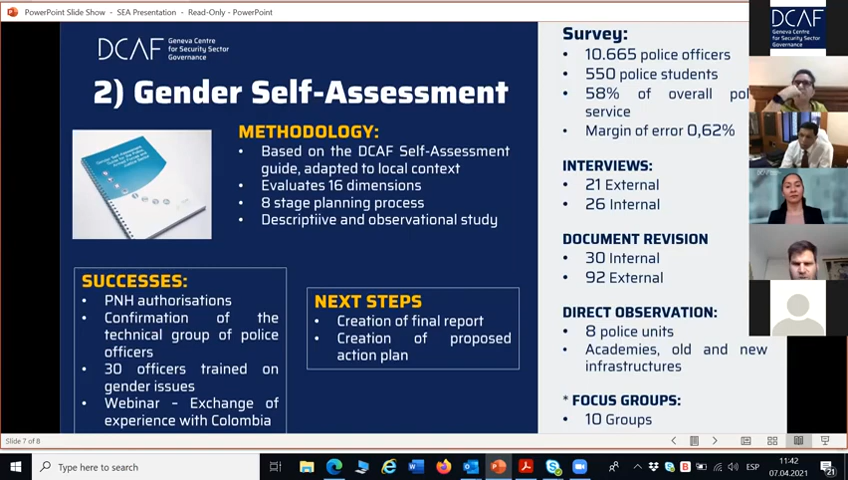 PowerPoint Slide Show - SEA Presentation - Read-Only - PowerPoint
DCAF
Geneva Centre
for Security Sector
Governance
2) Gender Self-Assessment
METHODOLOGY:
• Based on the DCAF Self-Assessment
guide, adapted to local context
• Evaluates 16 dimensions
• 8 stage planning process
• Descriptiive and observational study
SUCCESSES:
• PNH authorisations
• Confirmation of the
technical group of police
officers
• 30 officers trained on
gender issues
• Webinar – Exchange of
experience with Colombia
NEXT STEPS
• Creation of final report
• Creation of proposed
action plan
Survey:
• 10.665 police officers
• 550 police students
• 58% of overall
service
• Margin of error 0,62%
INTERVIEWS:
• 21 External
• 26 Internal
DOCUMENT REVISION
• 30 Internal
• 92 External
DIRECT OBSERVATION:
• 8 police units
• Academies, old and new
infrastructures
* FOCUS GROUPS:
• 10 Groups
DCAF
Geneva Centre
for Security Sector
Governance
Slide 7 of 8
Type here to search
ESP
11:42
07.04.2021
21